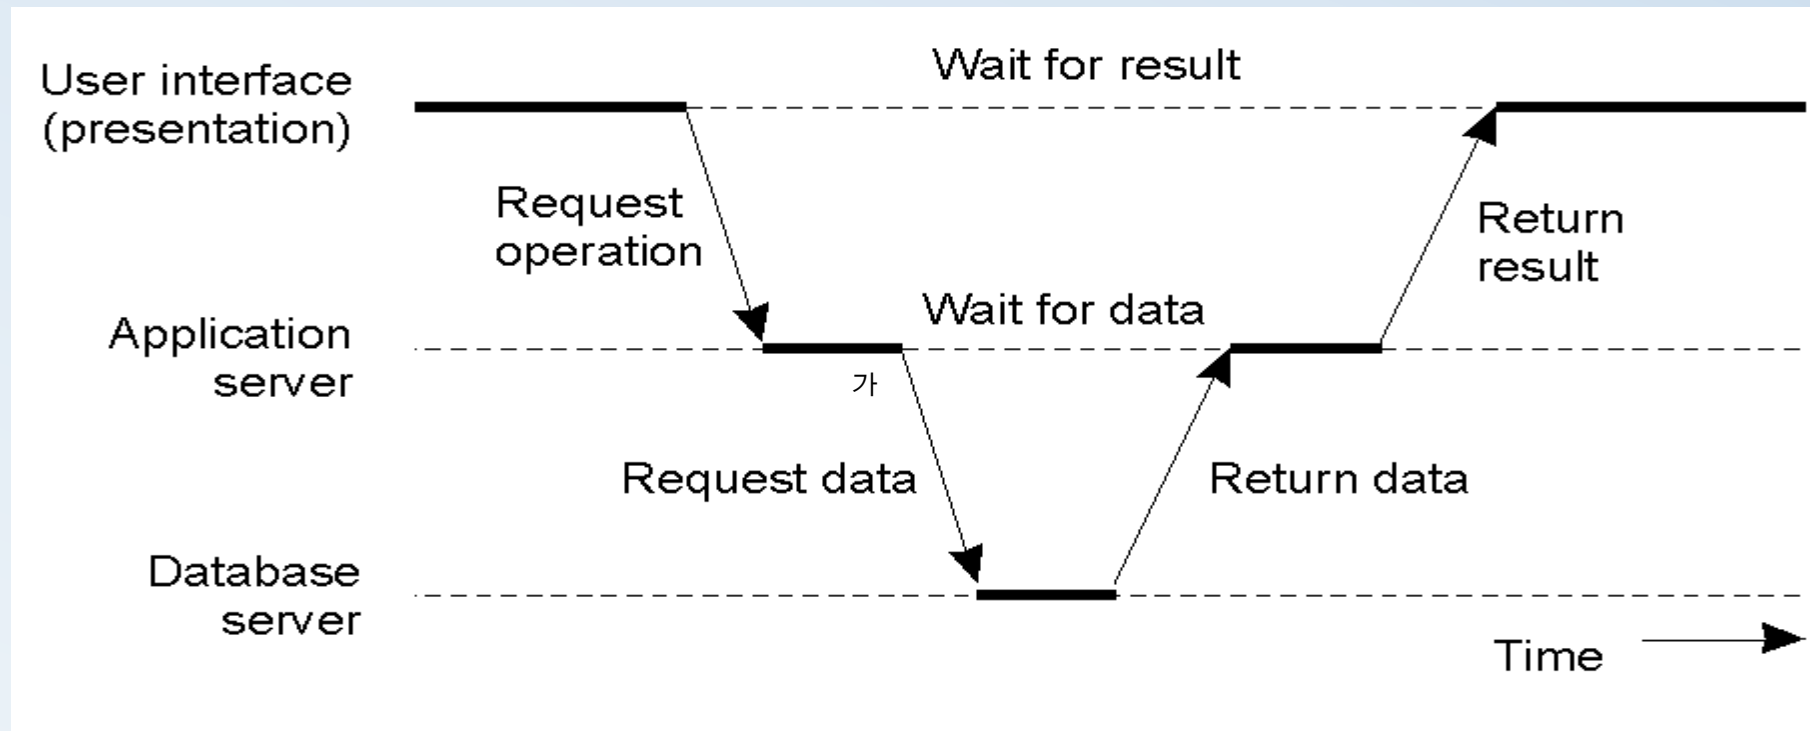 Wait for result
User interface
(presentation)
Request
operation
Return
result
Wait for data
Application
server
가
Request data
Return data
Database
server
Time